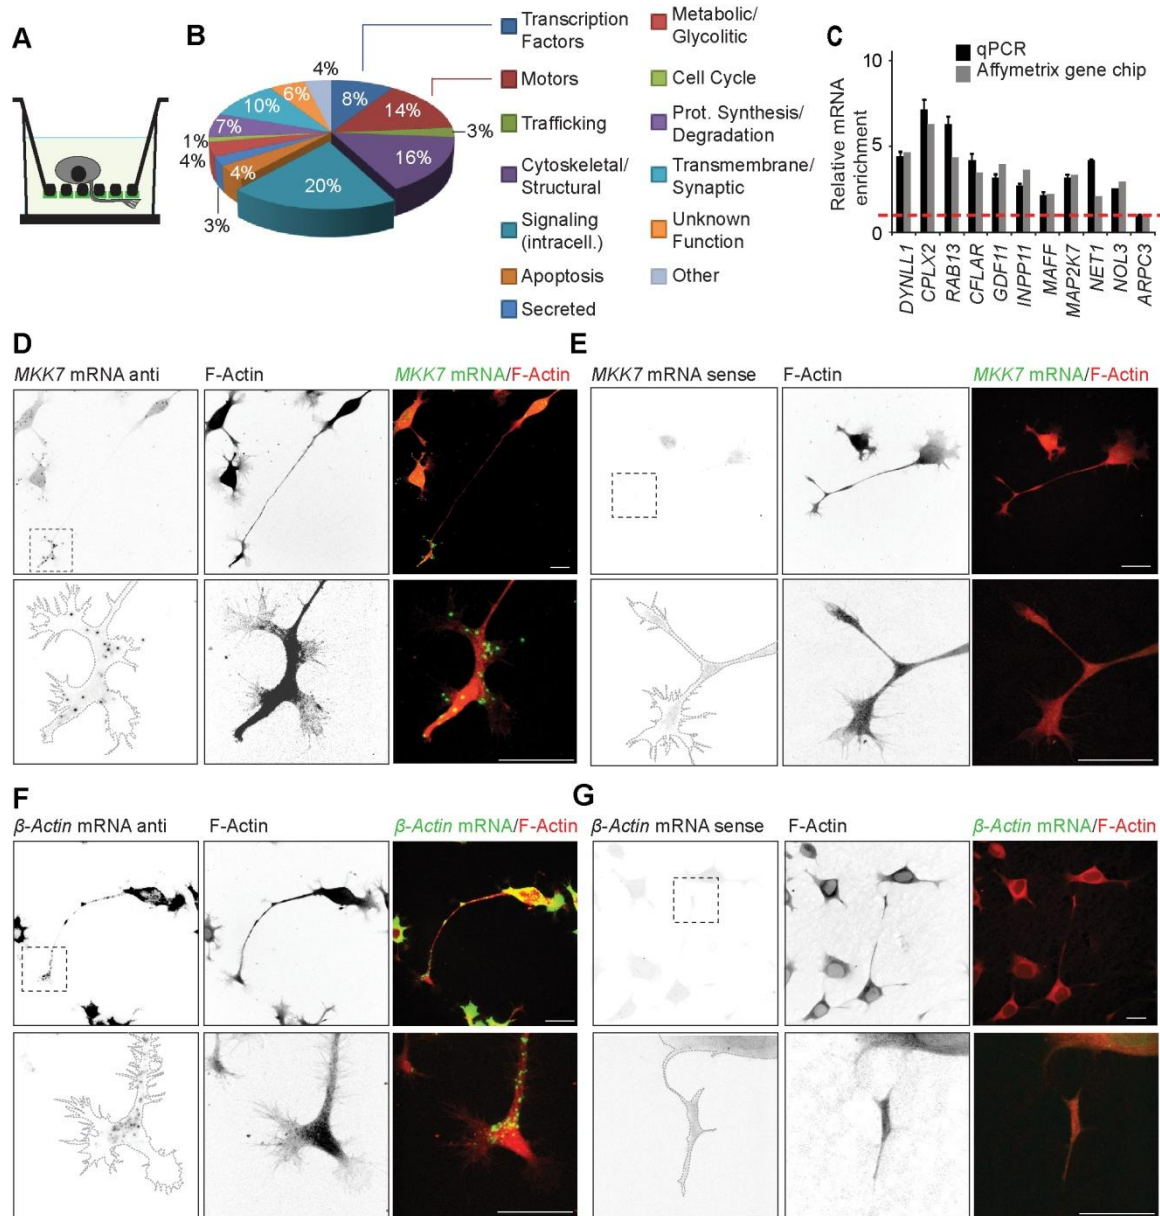 A
B
4%
6%
8%
10%
14%
7%
3%
1%
16%
4%
4%
20%
3%
Transcription
Factors
Motors
Trafficking
Cytoskeletal/
Structural
Signaling
(intracell.)
Apoptosis
Secreted
Metabolic/
Glycolitic
Cell Cycle
Prot. Synthesis/
Degradation
Transmembrane/
Synaptic
Unknown
Function
Other
C
qPCR
Affymetrix gene chip
Relative mRNA
enrichment
10
5
0
DYNLL1
CPLX2
RAB13
CFLAR
GDF11
INPP11
MAFF
MAP2K7
NET1
NOL3
ARPC3
D
MKK7 mRNA anti
F-Actin
MKK7 mRNA/F-Actin
E
MKK7 mRNA sense
F-Actin
MKK7 mRNA/F-Actin
F
β-Actin mRNA anti
F-Actin
β-Actin mRNA/F-Actin
G
β-Actin mRNA sense
F-Actin
β-Actin mRNA/F-Actin